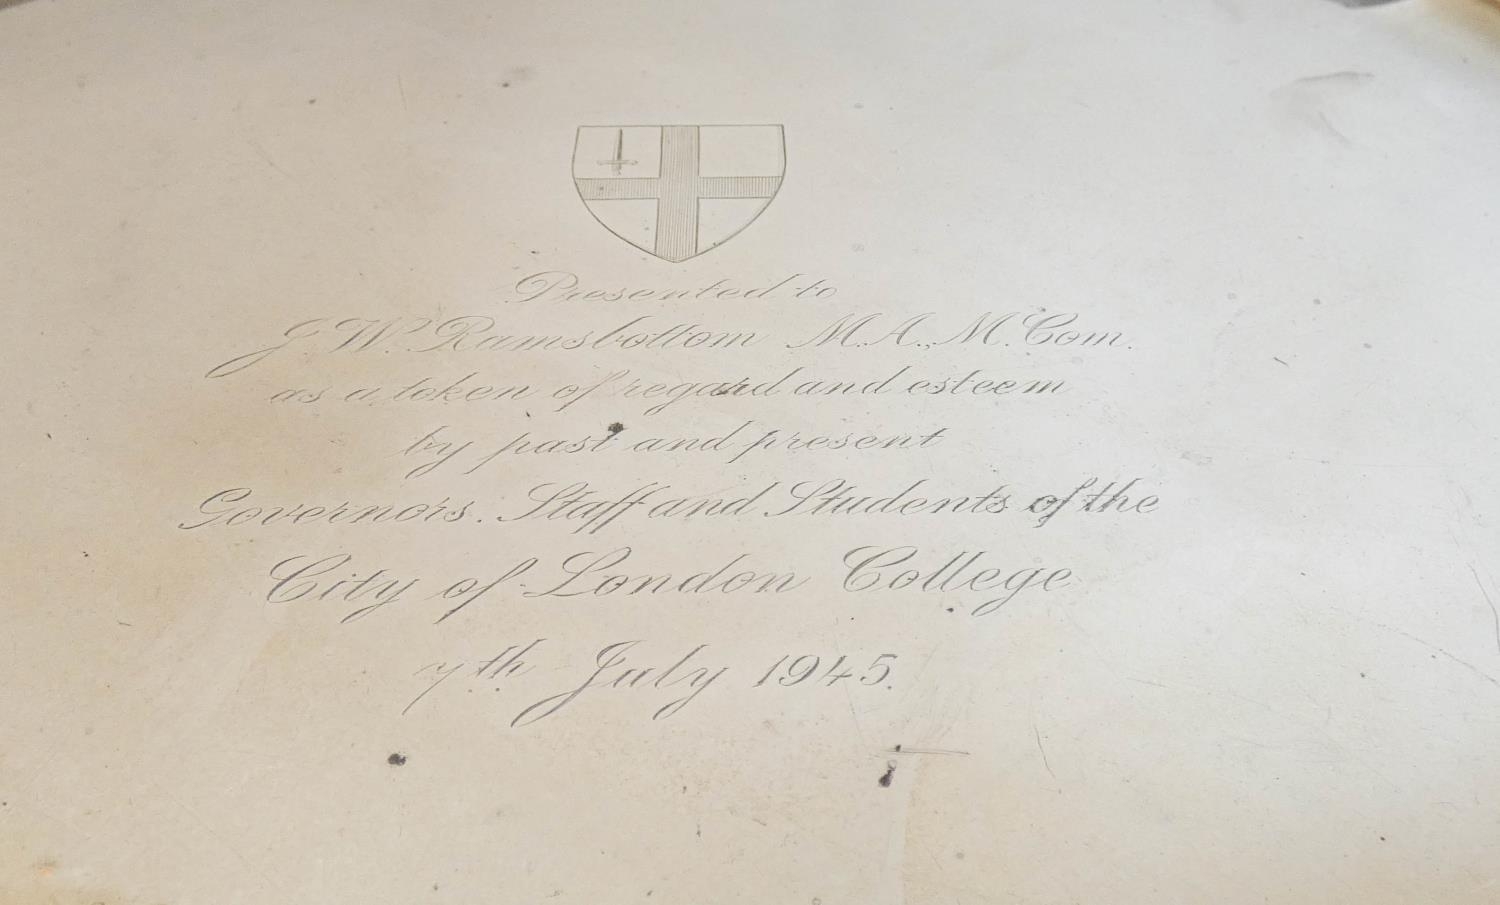 Presented to
J. W. Ramsbottom M.A., M.Com.
as a token of regard and esteem
by past and present
Governors, Staff and Students of the
City of London College
7th July 1945.